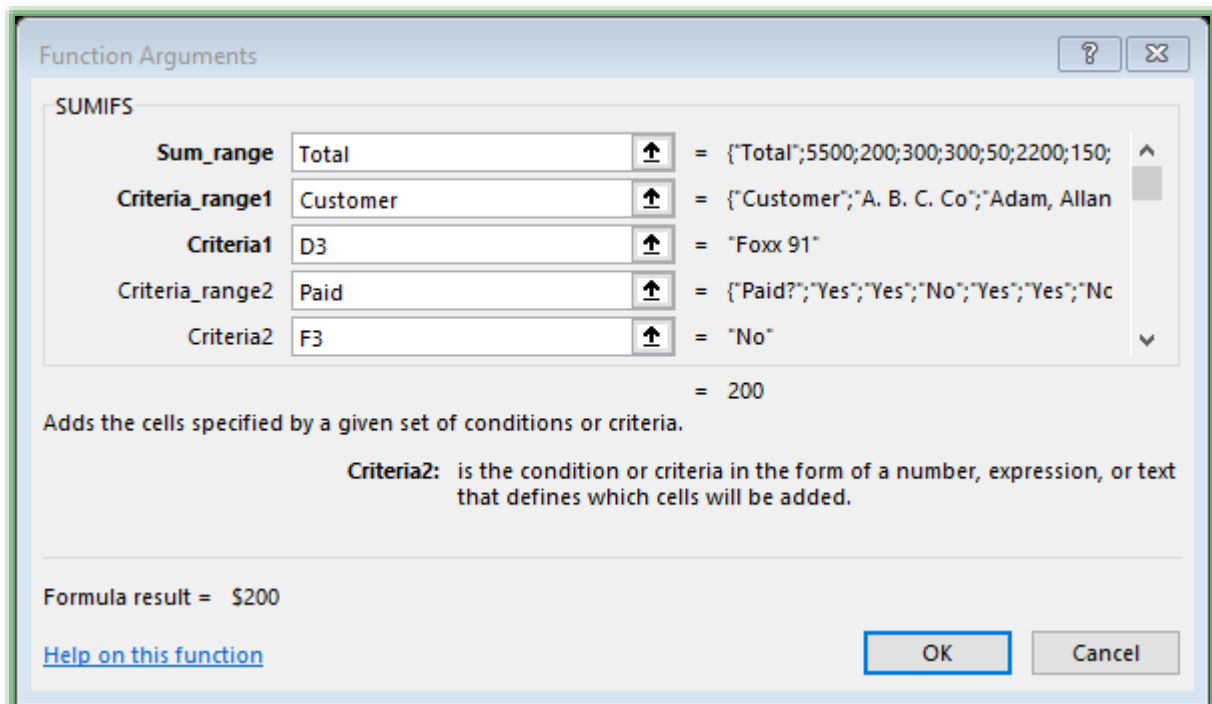 Function Arguments
SUMIFS
Sum_range Total = {"Total";5500;200;300;300;50;2200;150;
Criteria_range1 Customer = {"Customer";"A. B. C. Co";"Adam, Allan
Criteria1 D3 = "Foxx 91"
Criteria_range2 Paid = {"Paid?";"Yes";"Yes";"No";"Yes";"Yes";"No
Criteria2 F3 = "No"
= 200
Adds the cells specified by a given set of conditions or criteria.
Criteria2: is the condition or criteria in the form of a number, expression, or text
that defines which cells will be added.
Formula result = $200
Help on this function
OK Cancel